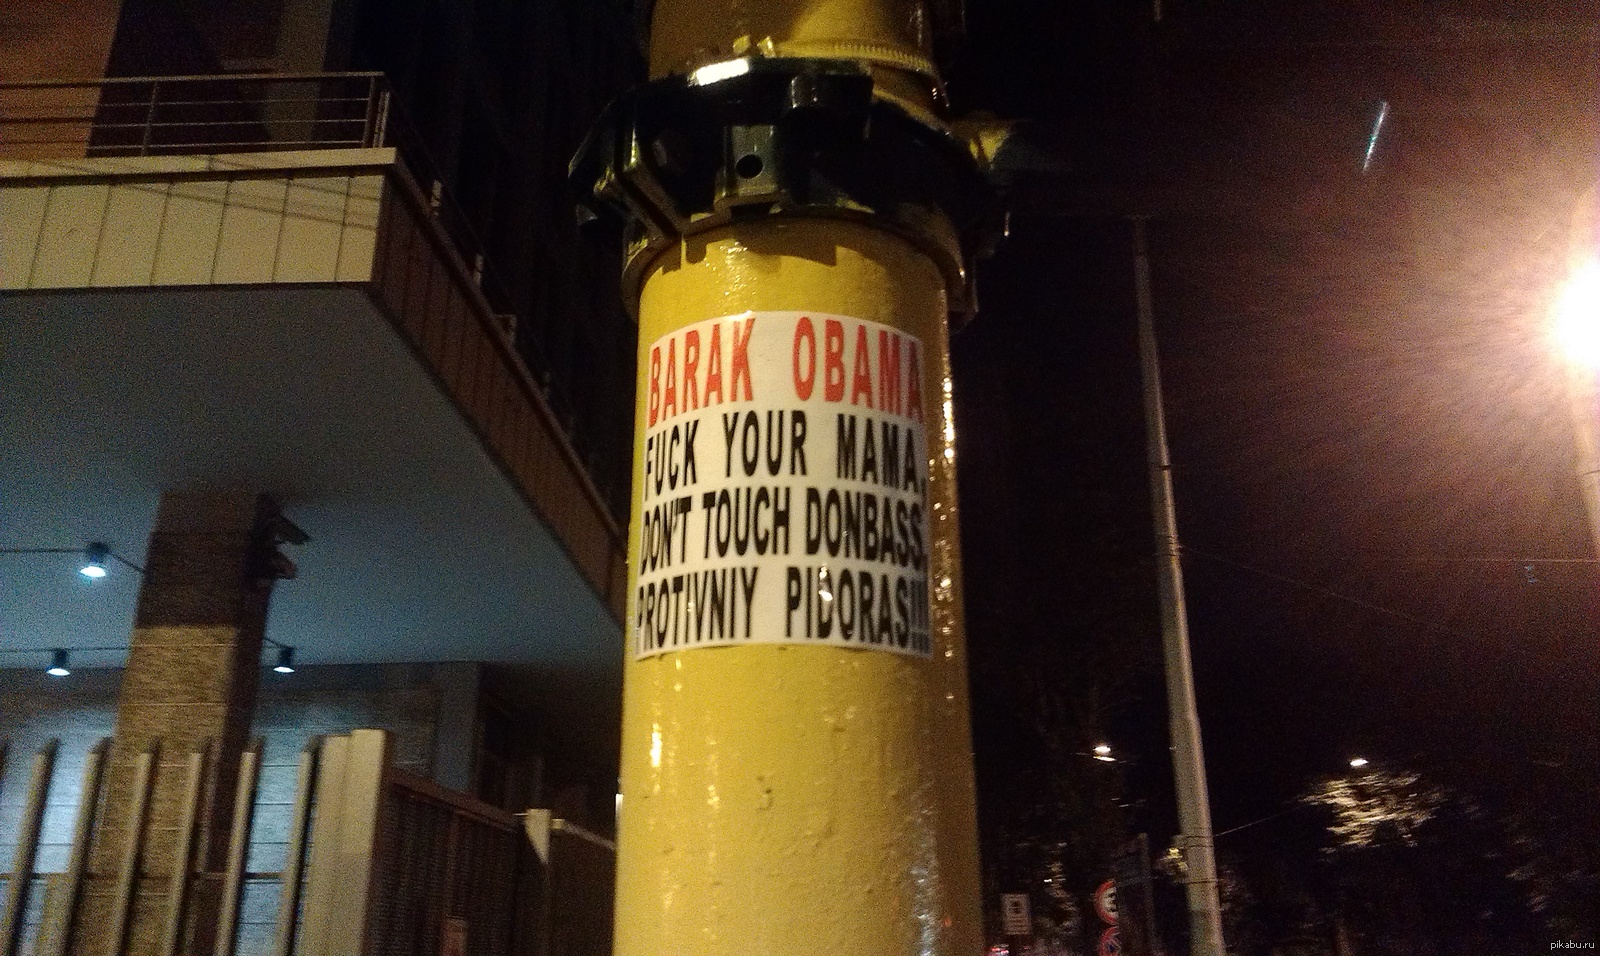 BARAK OBAMA
FUCK YOUR MAMA,
DON'T TOUCH DONBASS,
PROTIVNIY PIDORAS!!!
pikabu.ru